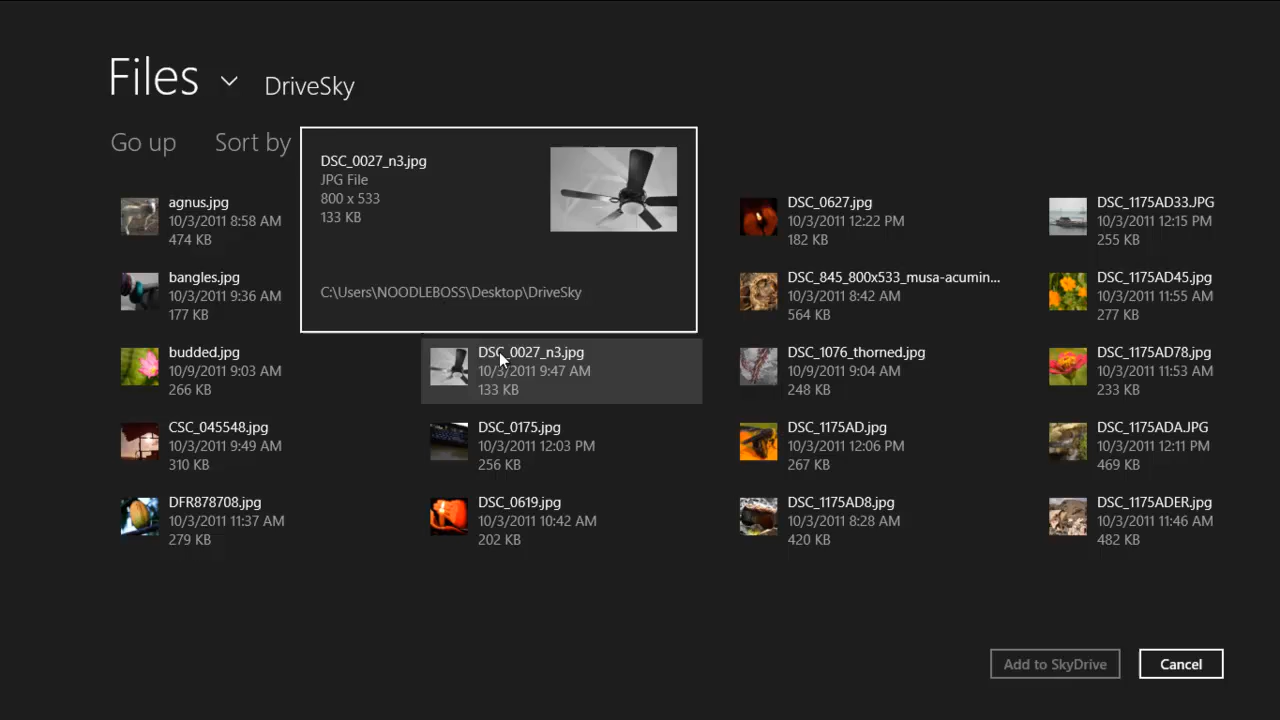 Files DriveSky
Go up Sort by
DSC_0027_n3.jpg
JPG File
800 x 533
133 KB
C:\Users\NOODLEBOSS\Desktop\DriveSky
agnus.jpg
10/3/2011 8:58 AM
474 KB
bangles.jpg
10/3/2011 9:36 AM
177 KB
budded.jpg
10/9/2011 9:03 AM
266 KB
CSC_045548.jpg
10/3/2011 9:49 AM
310 KB
DFR878708.jpg
10/3/2011 11:37 AM
279 KB
DSC_0027_n3.jpg
10/3/2011 9:47 AM
133 KB
DSC_0175.jpg
10/3/2011 12:03 PM
256 KB
DSC_0619.jpg
10/3/2011 10:42 AM
202 KB
DSC_0627.jpg
10/3/2011 12:22 PM
182 KB
DSC_845_800x533_musa-acumin...
10/3/2011 8:42 AM
564 KB
DSC_1076_thorned.jpg
10/9/2011 9:04 AM
248 KB
DSC_1175AD.jpg
10/3/2011 12:06 PM
267 KB
DSC_1175AD8.jpg
10/3/2011 8:28 AM
420 KB
DSC_1175AD33.JPG
10/3/2011 12:15 PM
255 KB
DSC_1175AD45.jpg
10/3/2011 11:55 AM
277 KB
DSC_1175AD78.jpg
10/3/2011 11:53 AM
233 KB
DSC_1175ADA.JPG
10/3/2011 12:11 PM
469 KB
DSC_1175ADER.jpg
10/3/2011 11:46 AM
482 KB
Add to SkyDrive
Cancel